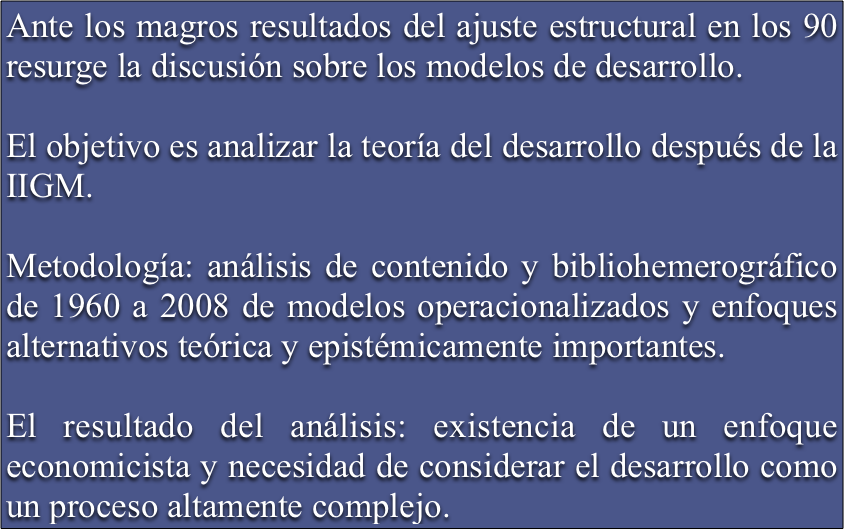 Ante los magros resultados del ajuste estructural en los 90
resurge la discusión sobre los modelos de desarrollo.
El objetivo es analizar la teoría del desarrollo después de la
IIGM.
Metodología: análisis de contenido y bibliohemerográfico
de 1960 a 2008 de modelos operacionalizados y enfoques
alternativos teórica y epistémicamente importantes.
El resultado del análisis: existencia de un enfoque
economicista y necesidad de considerar el desarrollo como
un proceso altamente complejo.